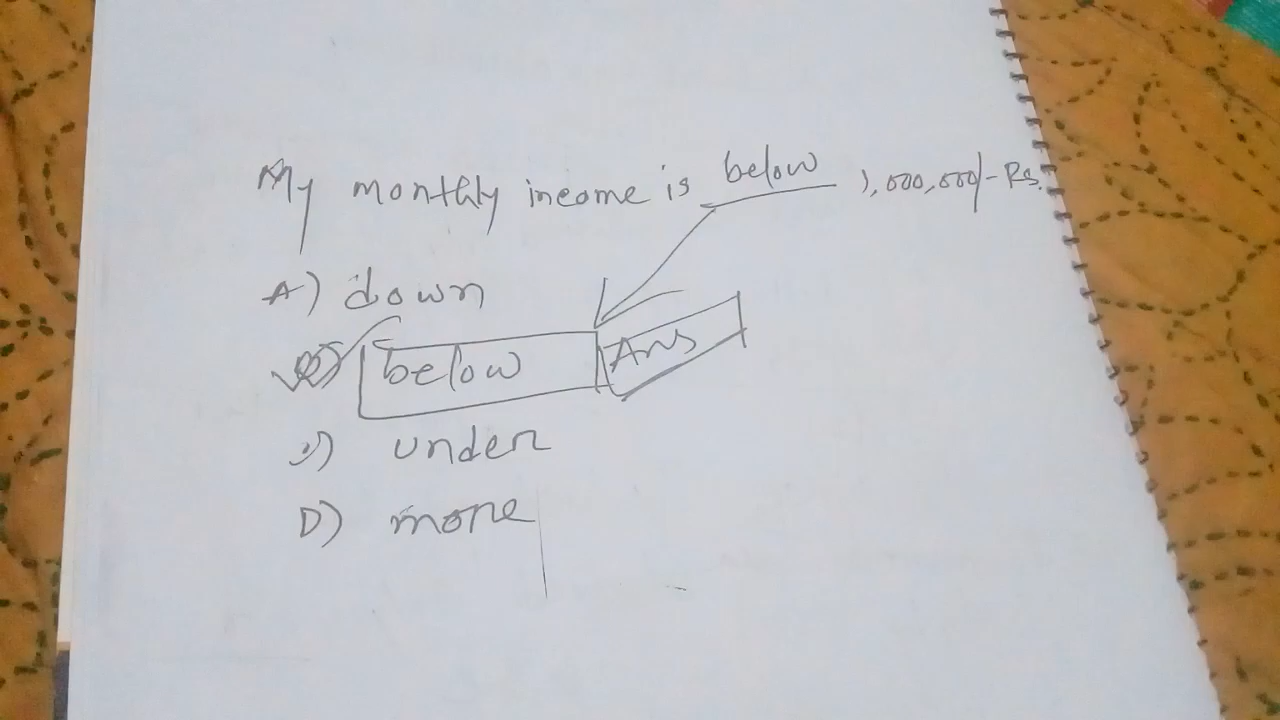 My monthly income is below 1,000,000/- Rs.
A) down
B) below Ans
C) under
D) more